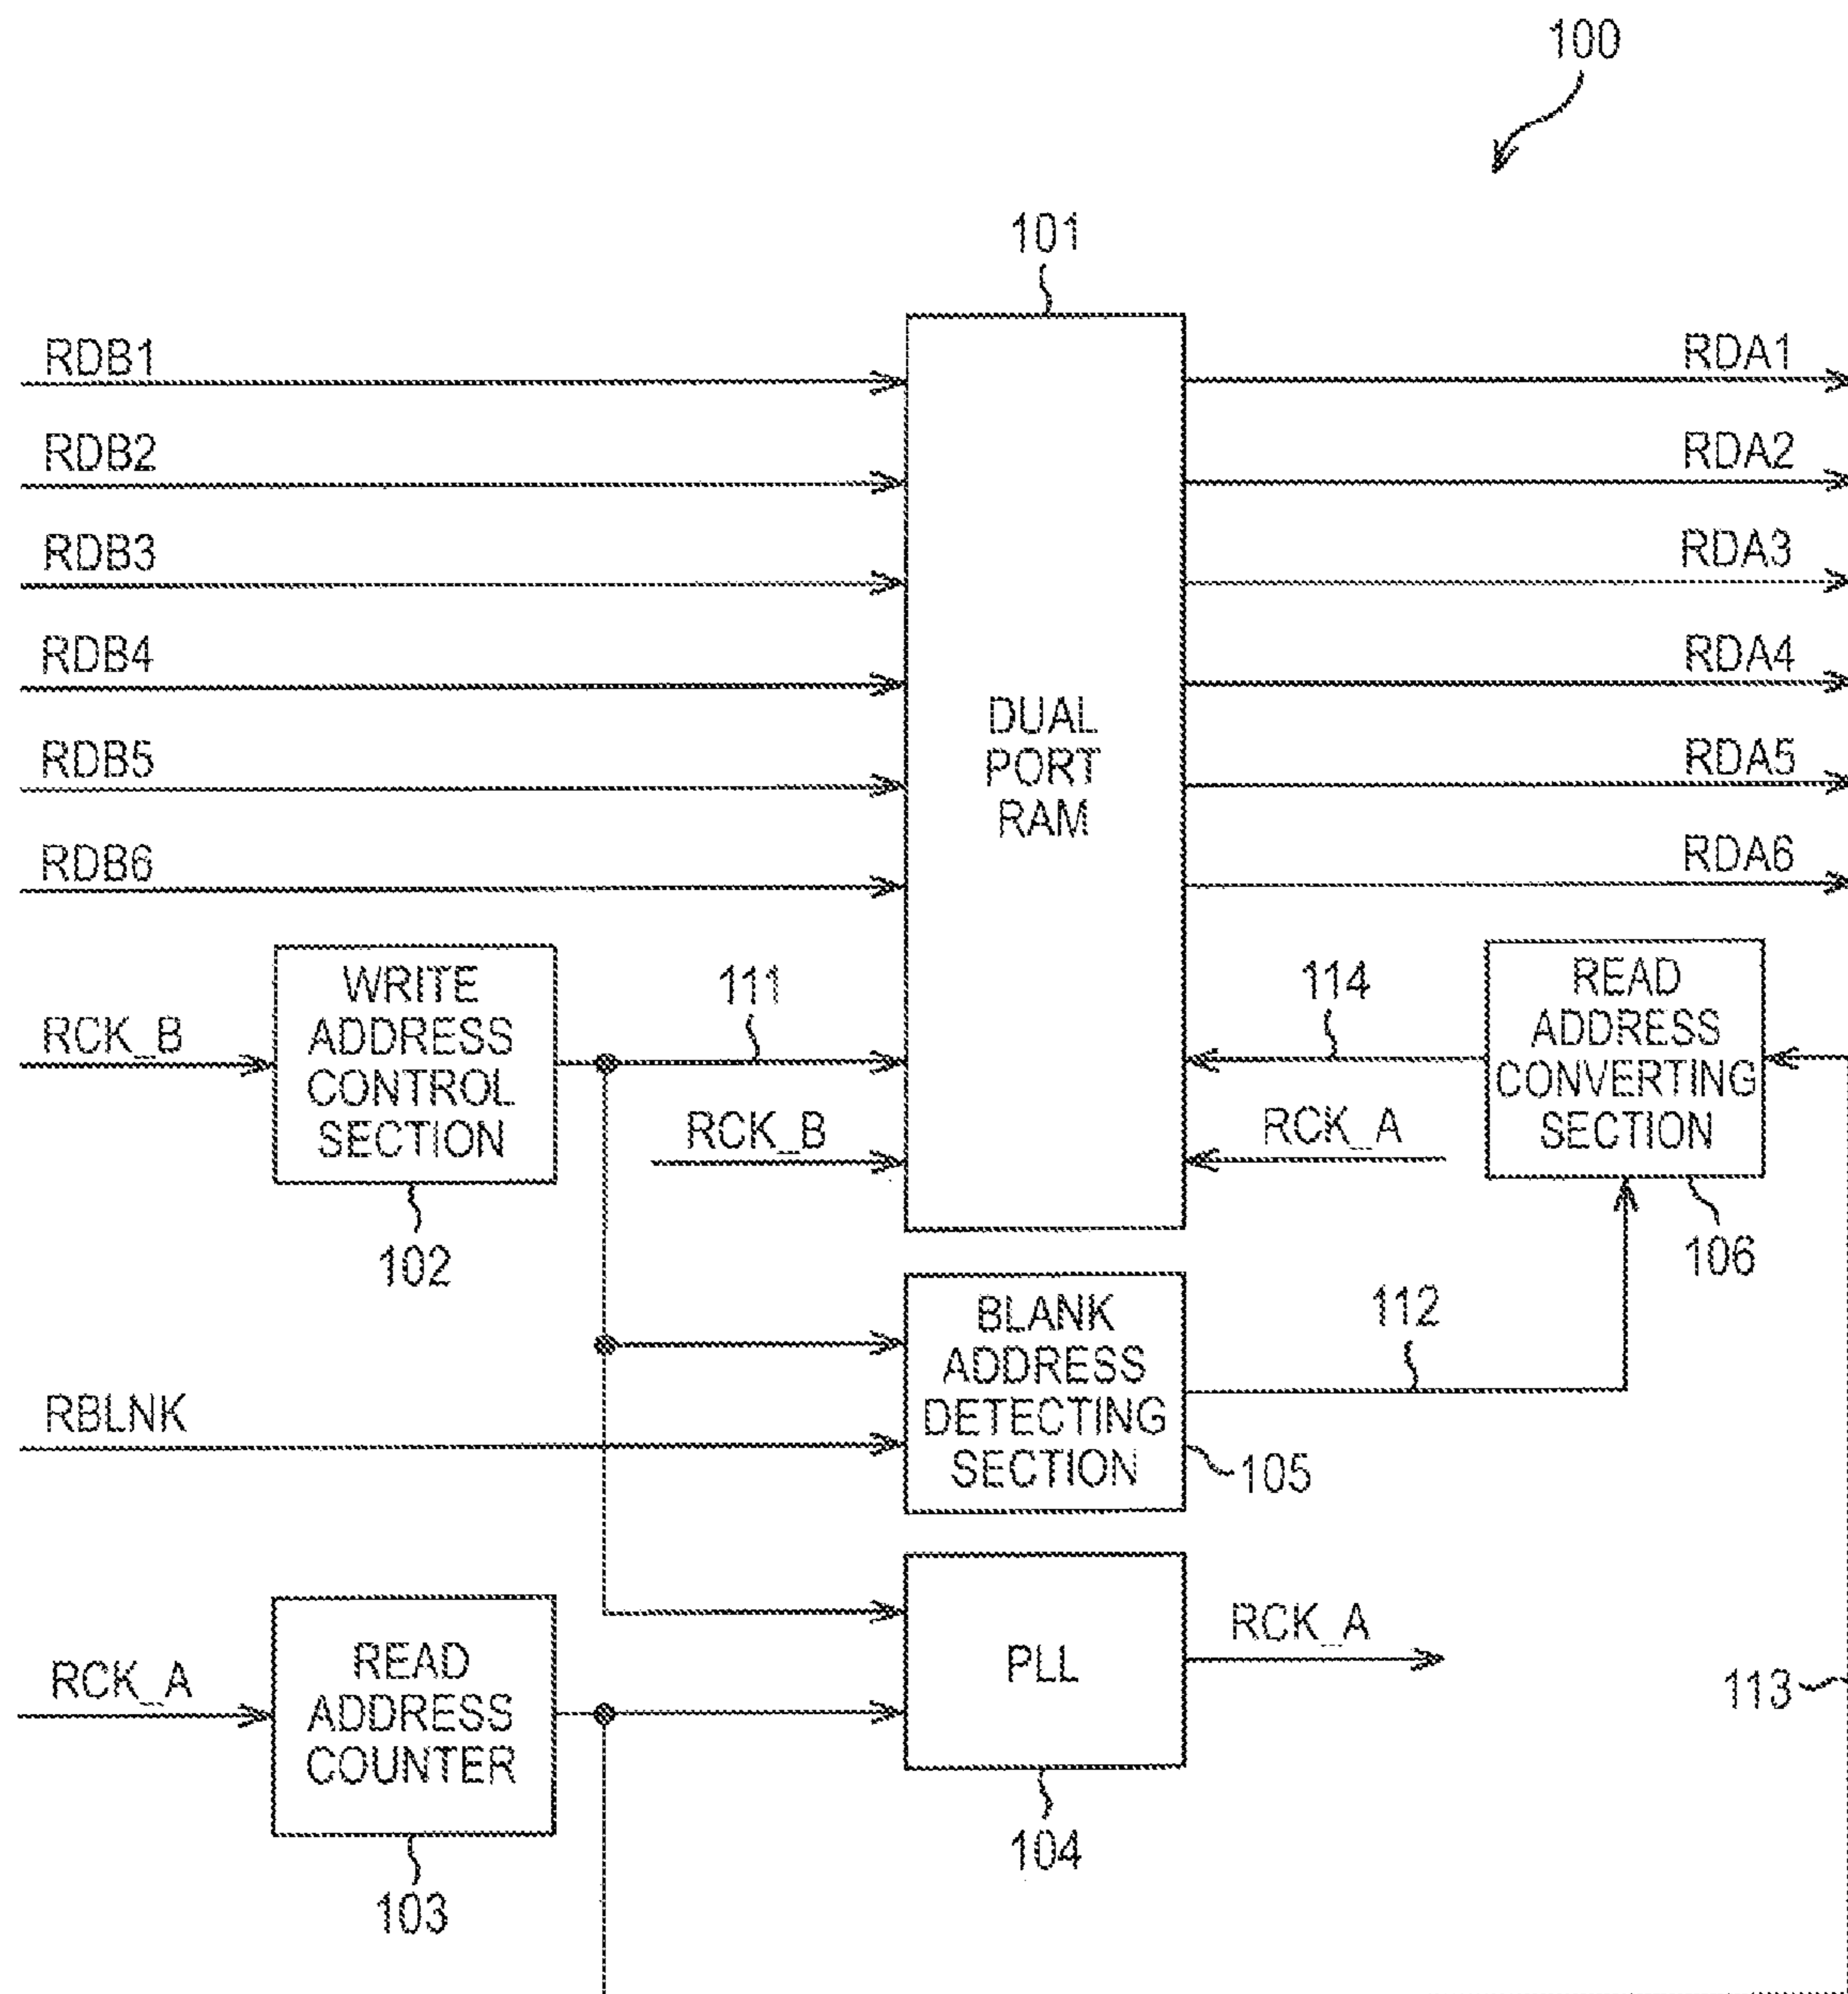 100
101
RDB1
RDA1
RDB2
RDA2
RDB3
RDA3
RDB4
RDA4
RDB5
RDA5
RDB6
RDA6
DUAL
PORT
RAM
RCK_B
WRITE
ADDRESS
CONTROL
SECTION
102
111
RCK_B
114
RCK_A
READ
ADDRESS
CONVERTING
SECTION
106
RBLNK
BLANK
ADDRESS
DETECTING
SECTION
105
112
RCK_A
READ
ADDRESS
COUNTER
103
PLL
104
RCK_A
113